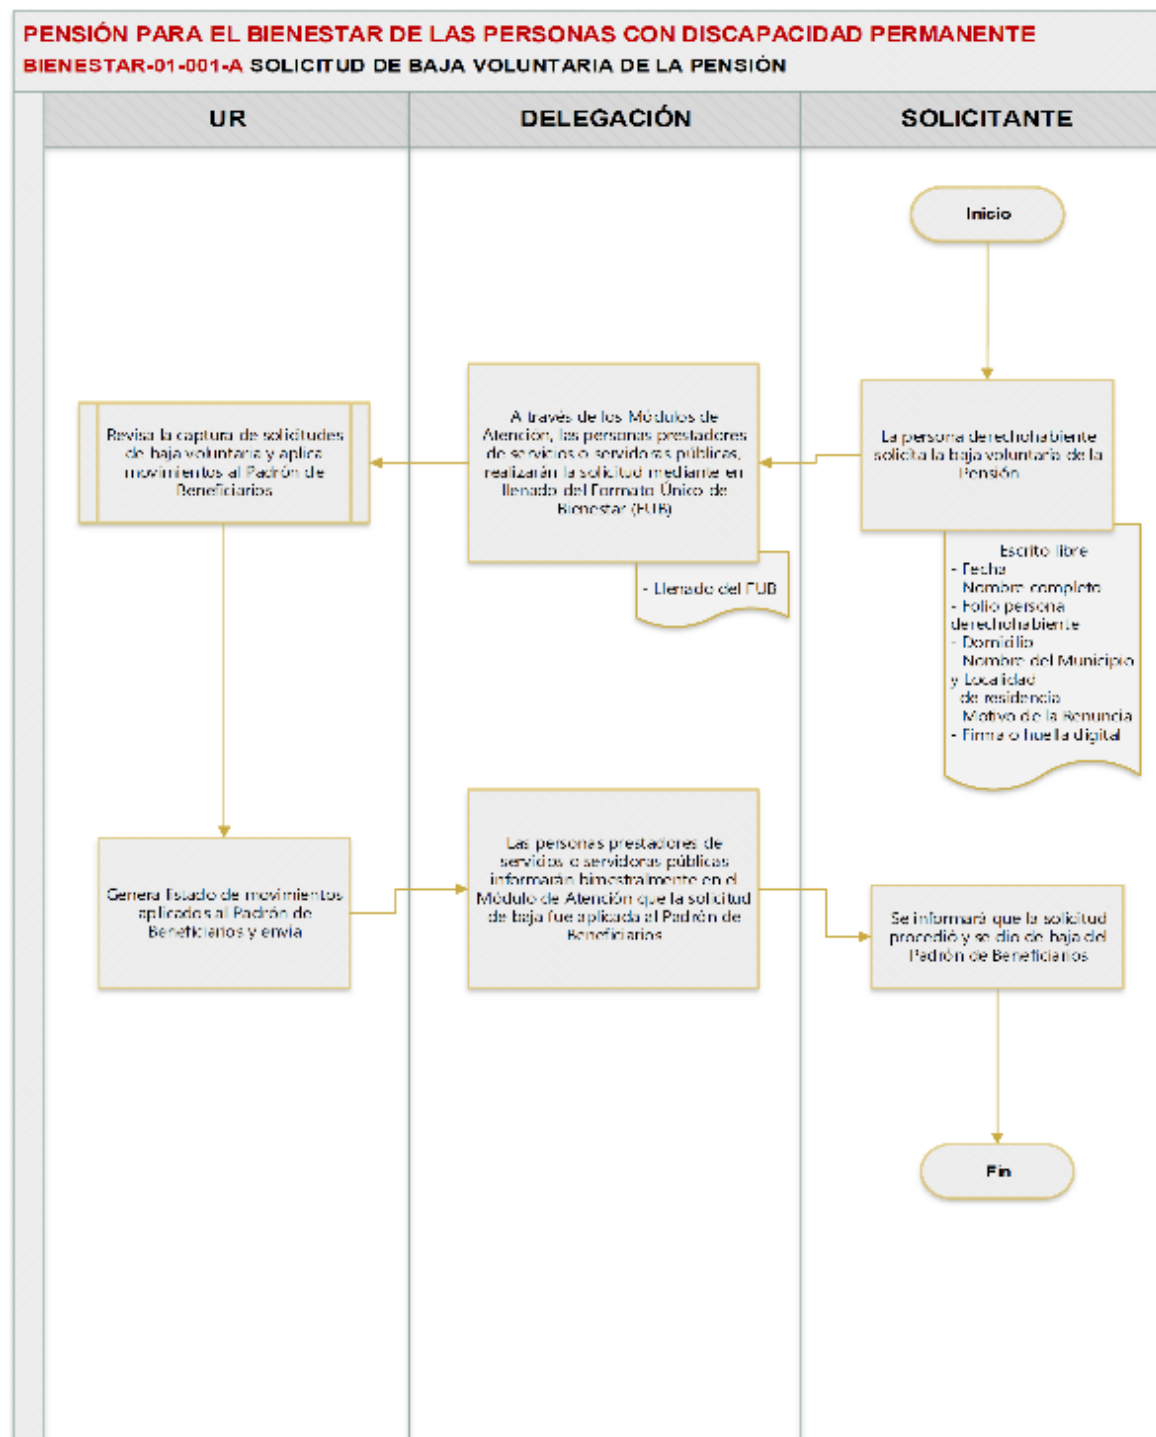 PENSIÓN PARA EL BIENESTAR DE LAS PERSONAS CON DISCAPACIDAD PERMANENTE
BIENESTAR-01-001-A SOLICITUD DE BAJA VOLUNTARIA DE LA PENSIÓN
UR
DELEGACIÓN
SOLICITANTE
Inicio
La persona derechohabiente
solicita la baja voluntaria de la
Pensión
Escrito libre
- Fecha
Nombre completo
- Folio persona
derechohabiente
- Domicilio
Nombre del Municipio
y Localidad
de residencia
Motivo de la Renuncia
- Firma o huella digital
A través de los Módulos de
Atención, las personas prestadores
de servicios o servidoras públicas,
realizarán la solicitud mediante en
llenado del Formato Único de
Bienestar (FUB)
- Llenado del FUB
Revisa la captura de solicitudes
de baja voluntaria y aplica
movimientos al Padrón de
Beneficiarios
Genera listado de movimientos
aplicados al Padrón de
Beneficiarios y envía
Las personas prestadores de
servicios o servidoras públicas
informarán bimestralmente en el
Módulo de Atención que la solicitud
de baja fue aplicada al Padrón de
Beneficiarios
Se informará que la solicitud
procedió y se dio de baja del
Padrón de Beneficiarios
Fin